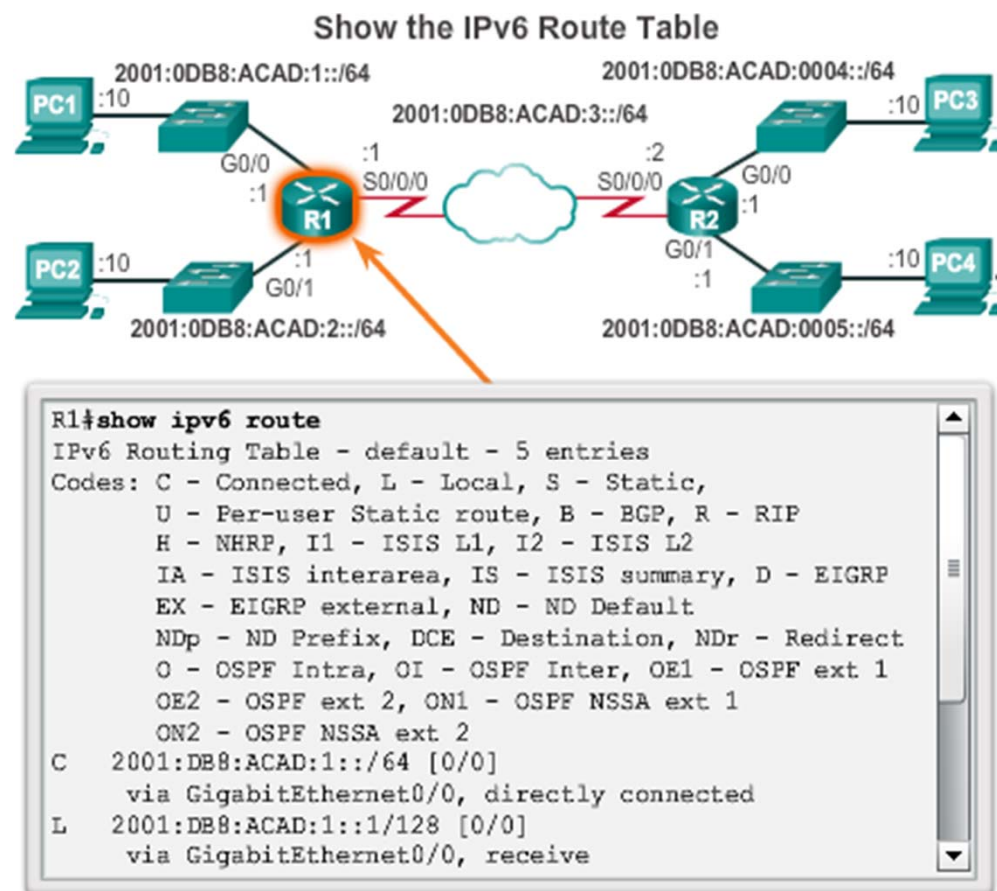 Show the IPv6 Route Table
2001:0DB8:ACAD:1::/64
2001:0DB8:ACAD:0004::/64
PC1
:10
2001:0DB8:ACAD:3::/64
:10
PC3
G0/0
:1
:1
S0/0/0
:2
S0/0/0
G0/0
:1
R1
R2
PC2
:10
:1
G0/1
G0/1
:1
:10
PC4
2001:0DB8:ACAD:2::/64
2001:0DB8:ACAD:0005::/64
R1#show ipv6 route
IPv6 Routing Table - default - 5 entries
Codes: C - Connected, L - Local, S - Static,
U - Per-user Static route, B - BGP, R - RIP
H - NHRP, I1 - ISIS L1, I2 - ISIS L2
IA - ISIS interarea, IS - ISIS summary, D - EIGRP
EX - EIGRP external, ND - ND Default
NDp - ND Prefix, DCE - Destination, NDr - Redirect
O - OSPF Intra, OI - OSPF Inter, OE1 - OSPF ext 1
OE2 - OSPF ext 2, ON1 - OSPF NSSA ext 1
ON2 - OSPF NSSA ext 2
C 2001:DB8:ACAD:1::/64 [0/0]
via GigabitEthernet0/0, directly connected
L 2001:DB8:ACAD:1::1/128 [0/0]
via GigabitEthernet0/0, receive